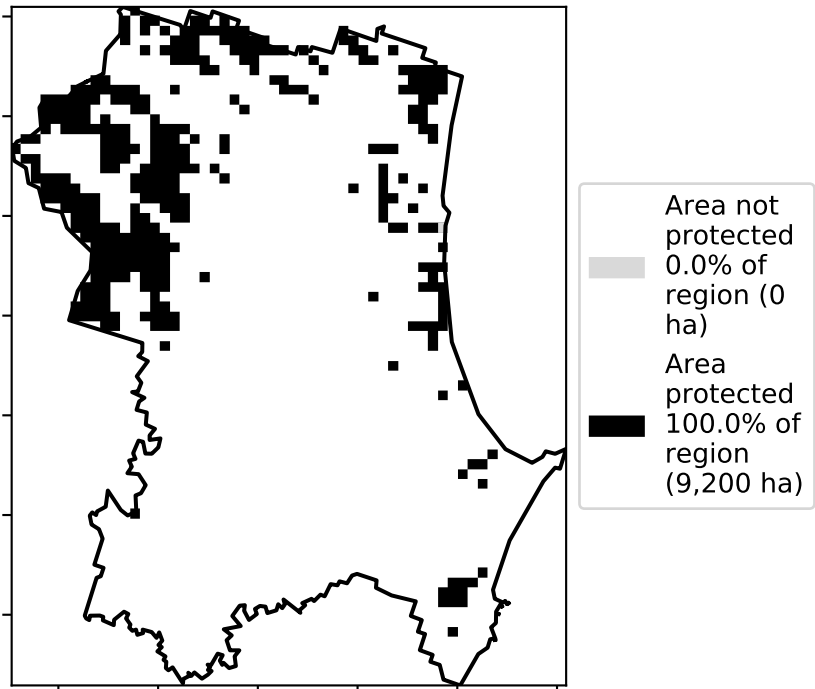 Area not
protected
0.0% of
region (0
ha)
Area
protected
100.0% of
region
(9,200 ha)